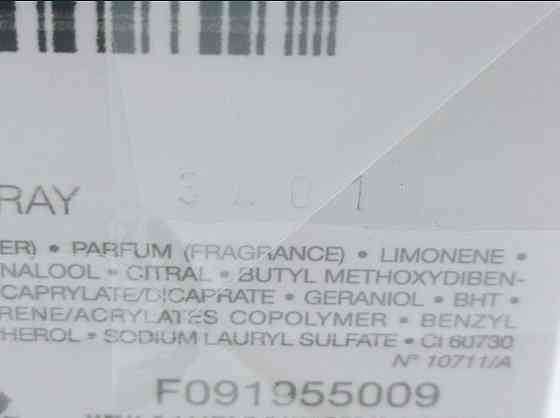 RAY
3401
ER) • PARFUM (FRAGRANCE) • LIMONENE •
NALOOL • CITRAL • BUTYL METHOXYDIBEN-
CAPRYLATE/DICAPRATE • GERANIOL • BHT •
RENE/ACRYLATES COPOLYMER • BENZYL
HEROL • SODIUM LAURYL SULFATE • CI 60730
N° 10711/A
F091955009